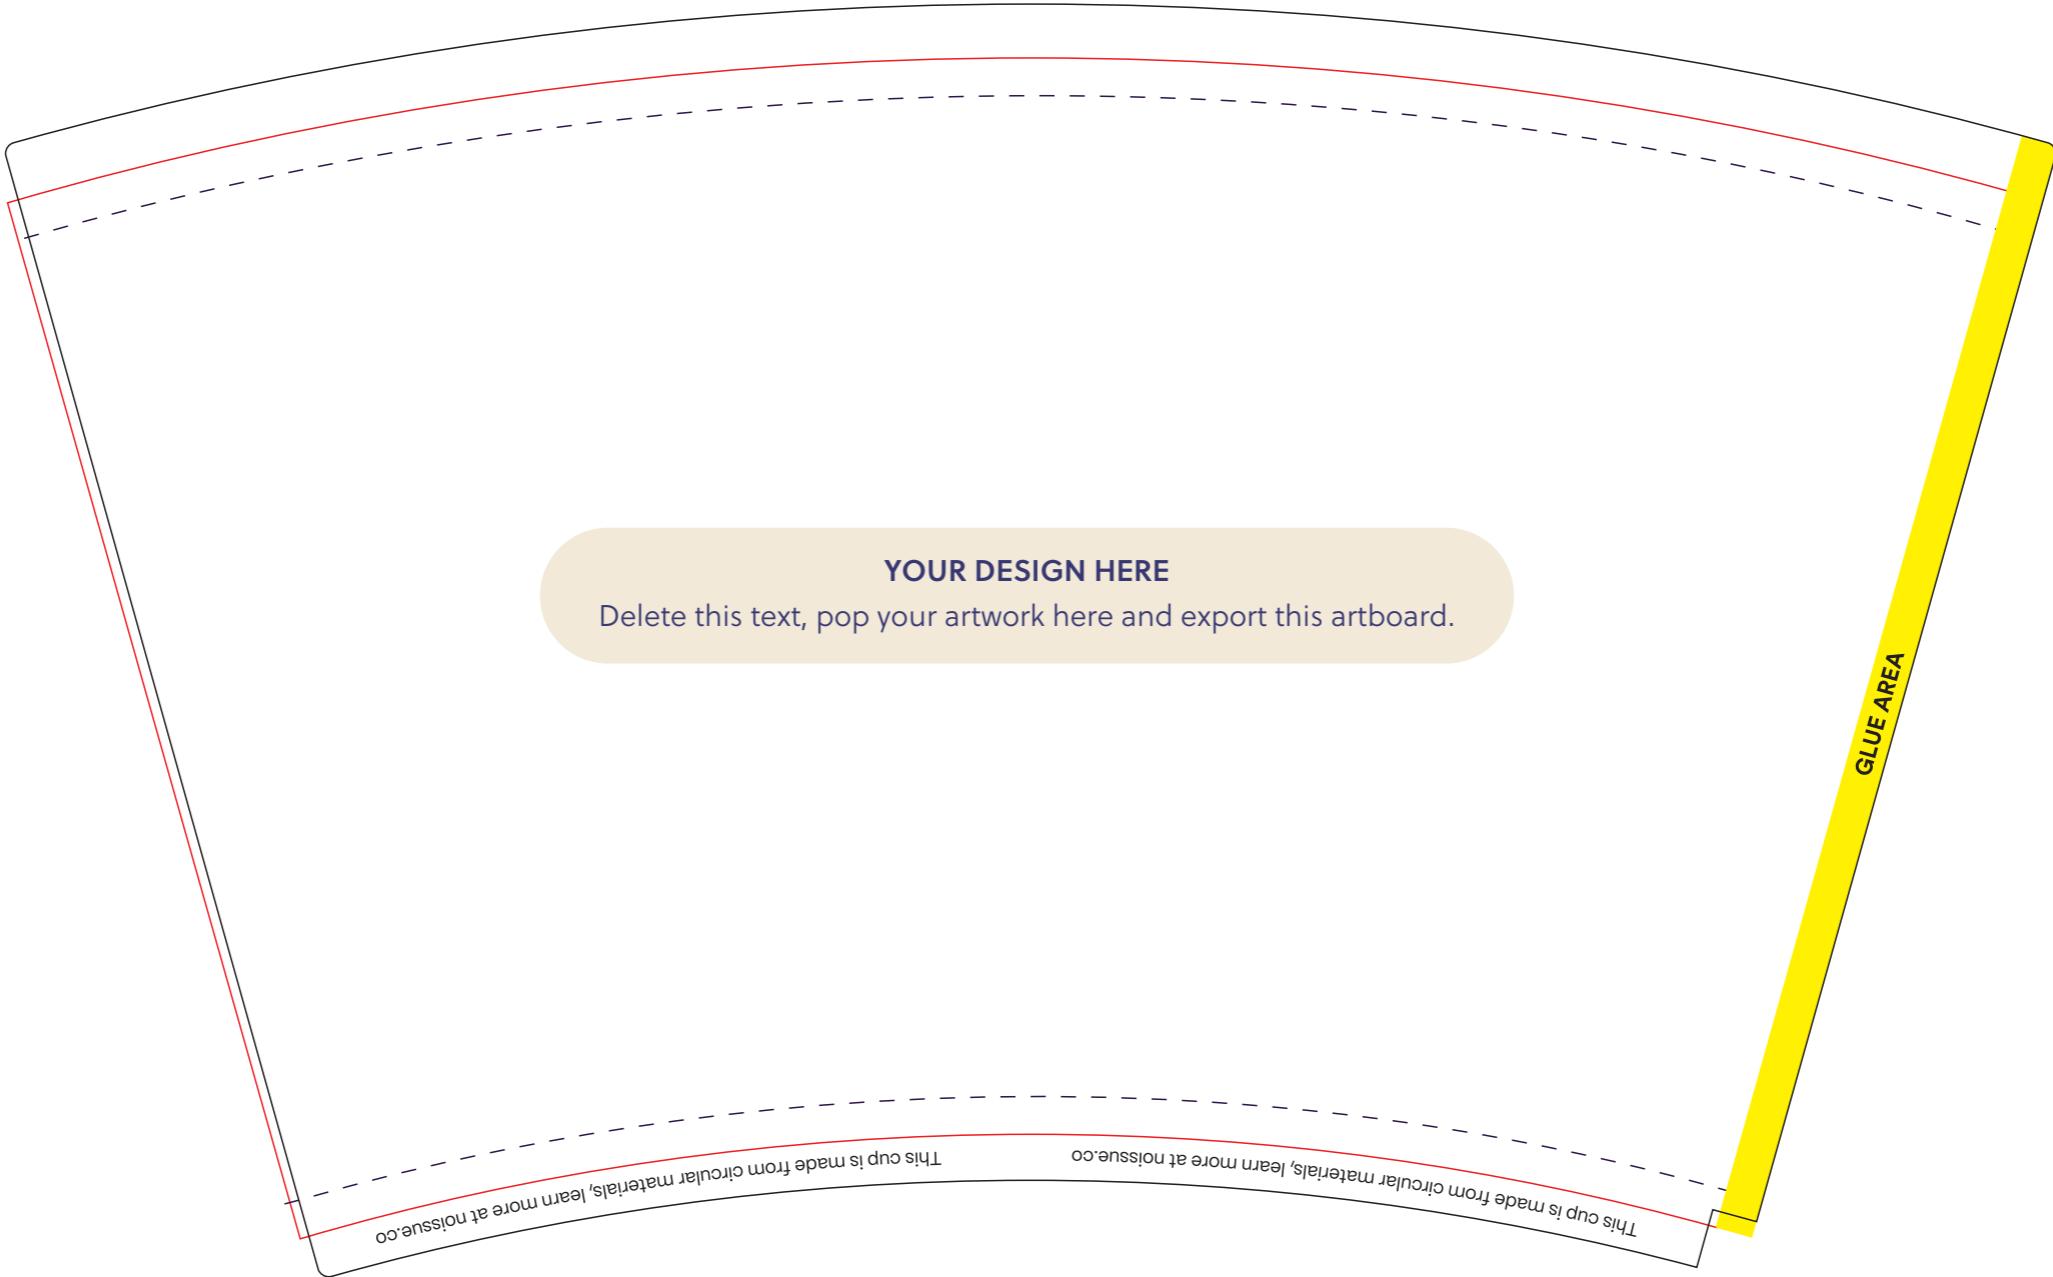 YOUR DESIGN HERE
Delete this text, pop your artwork here and export this artboard.
GLUE AREA
This cup is made from circular materials, learn more at noissue.co
This cup is made from circular materials, learn more at noissue.co